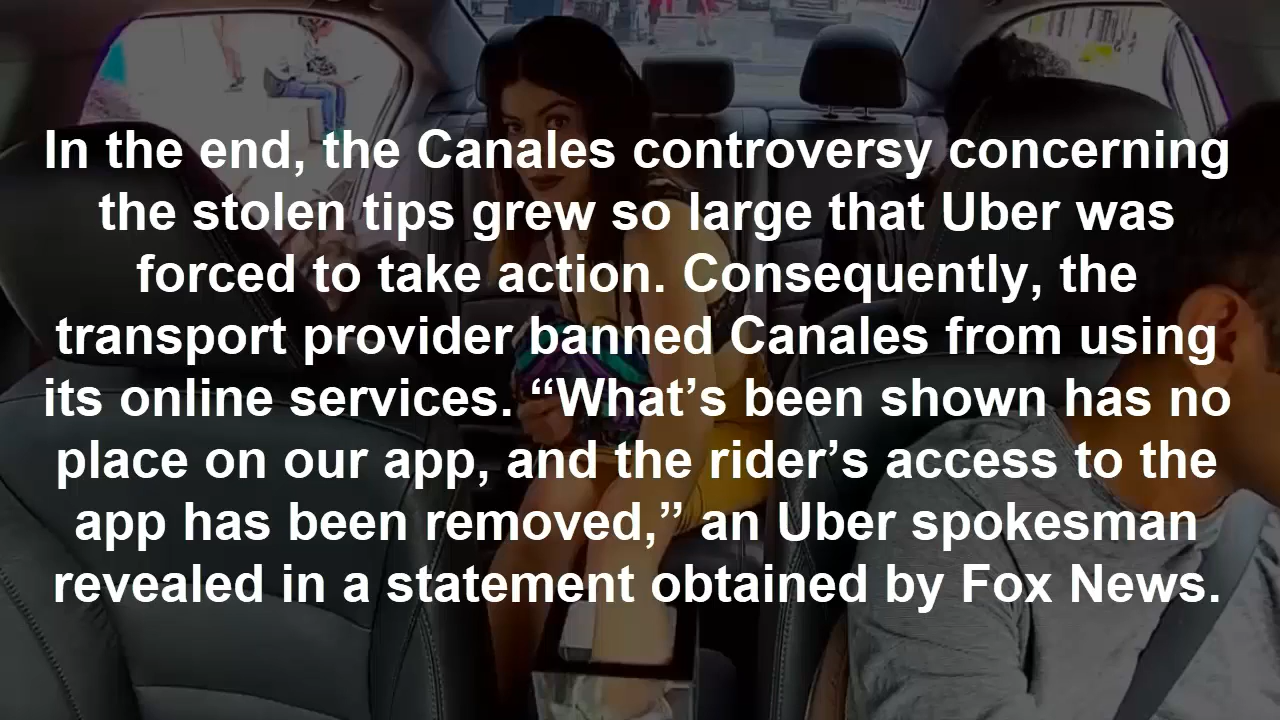 In the end, the Canales controversy concerning
the stolen tips grew so large that Uber was
forced to take action. Consequently, the
transport provider banned Canales from using
its online services. “What’s been shown has no
place on our app, and the rider’s access to the
app has been removed,” an Uber spokesman
revealed in a statement obtained by Fox News.